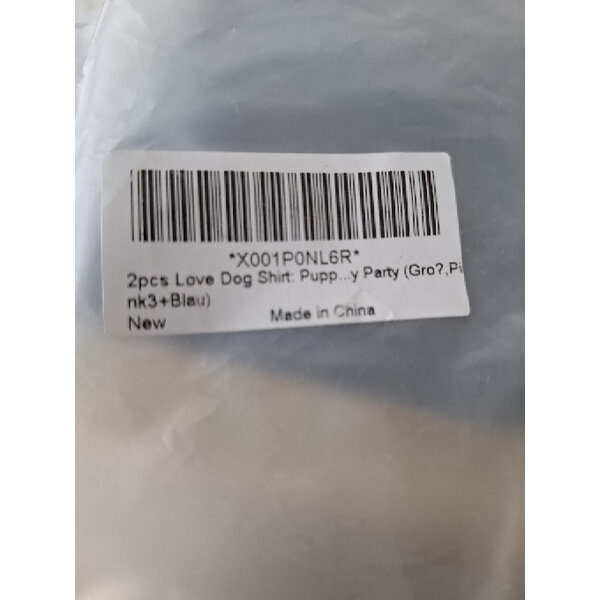 *X001P0NL6R*
2pcs Love Dog Shirt: Pupp...y Party (Gro?,Pi
nk3+Blau)
New
Made in China